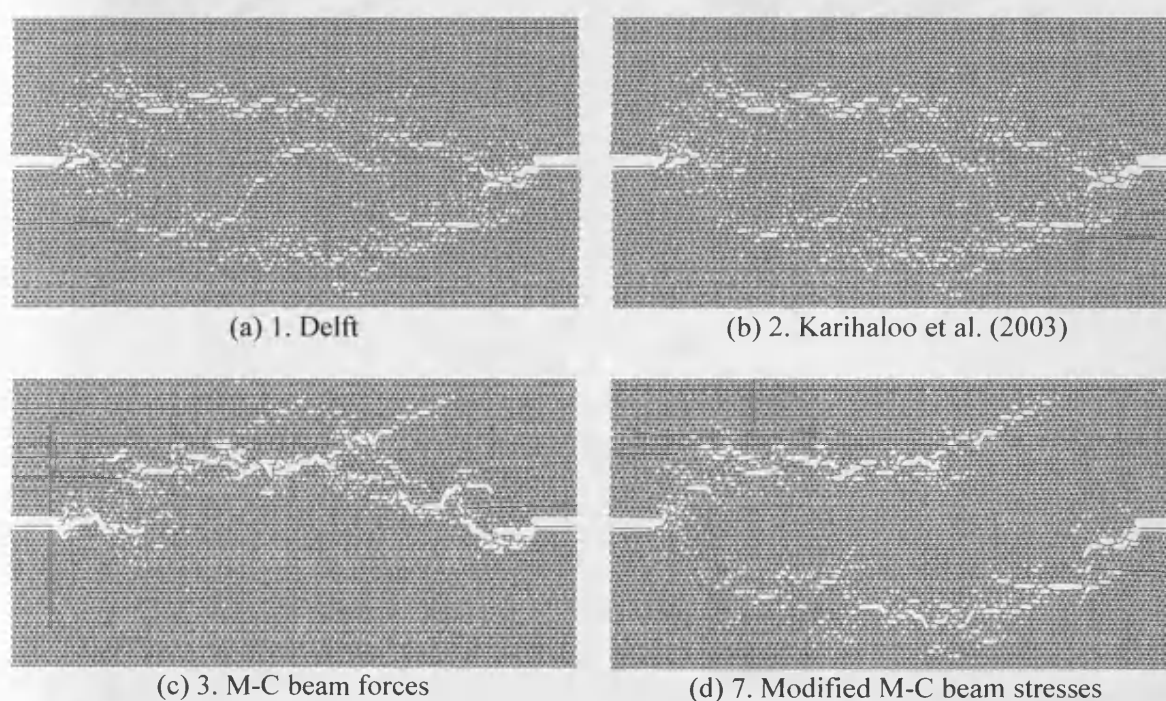 (a) 1. Delft
(b) 2. Karihaloo et al. (2003)
(c) 3. M-C beam forces
(d) 7. Modified M-C beam stresses